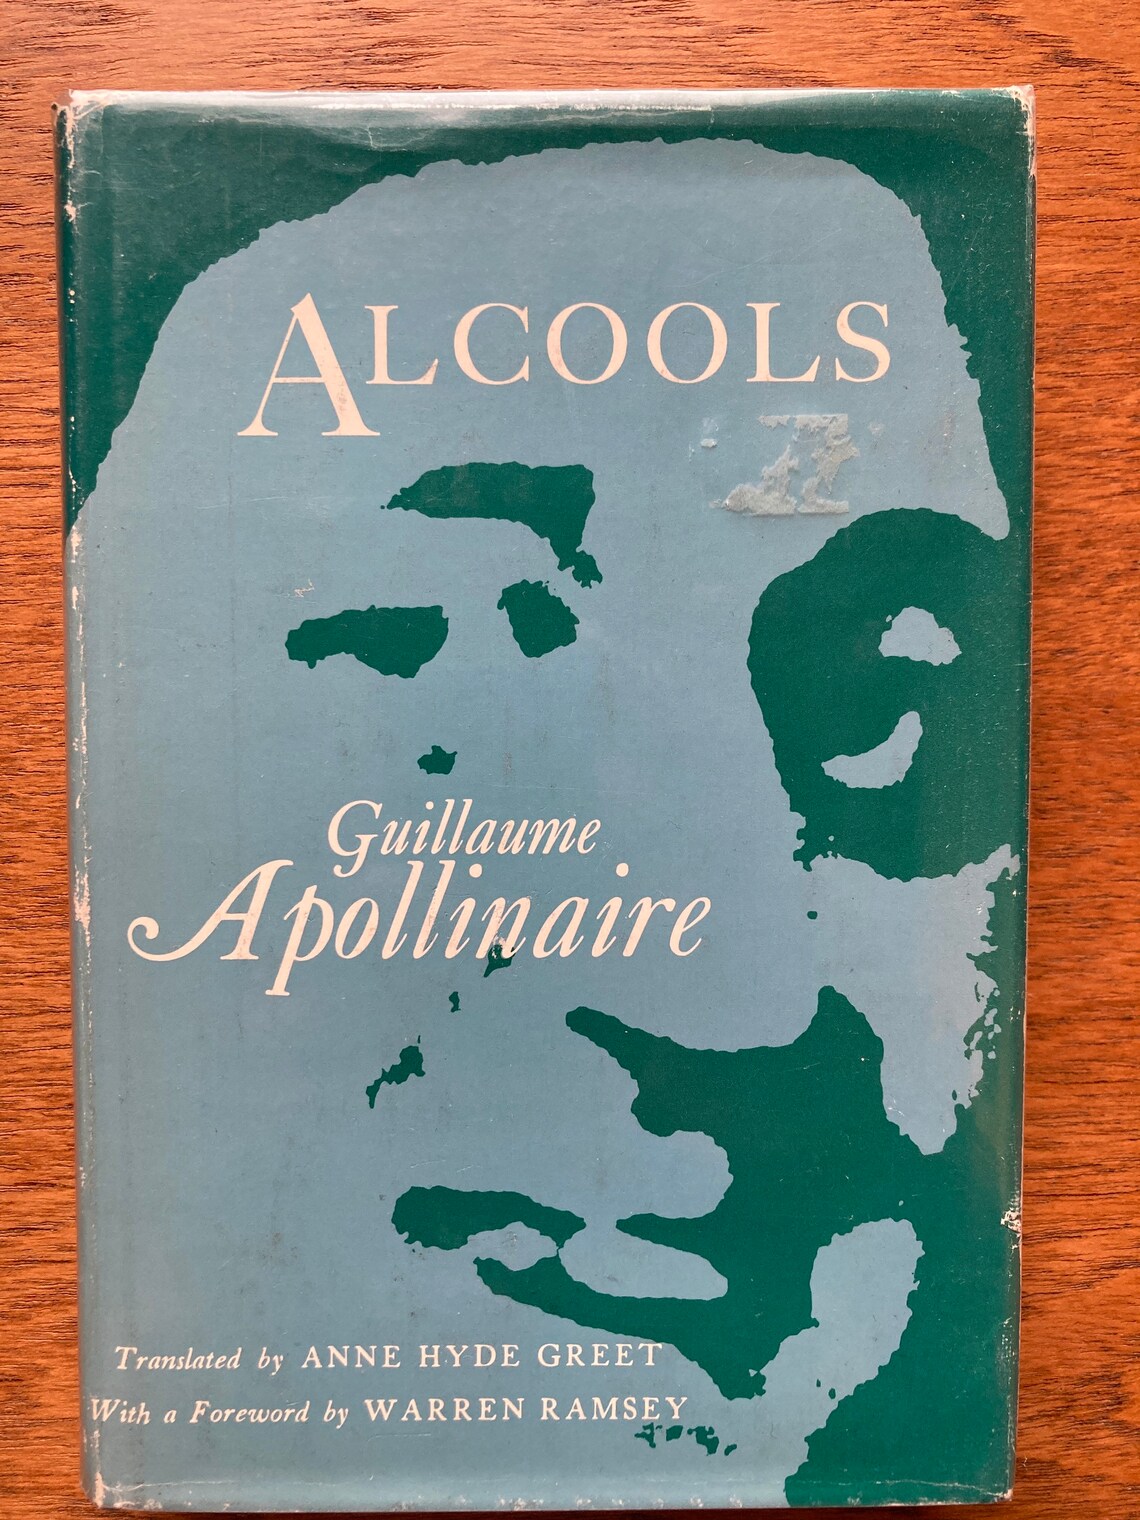 ALCOOLS
Guillaume
Apollinaire
Translated by ANNE HYDE GREET
With a Foreword by WARREN RAMSEY